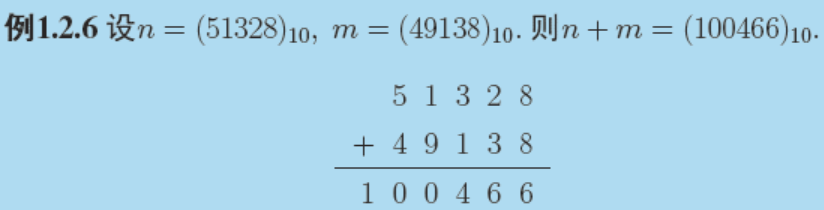 例1.2.6 设n = (51328)₁₀, m = (49138)₁₀. 则n + m = (100466)₁₀.
5 1 3 2 8
+ 4 9 1 3 8
1 0 0 4 6 6